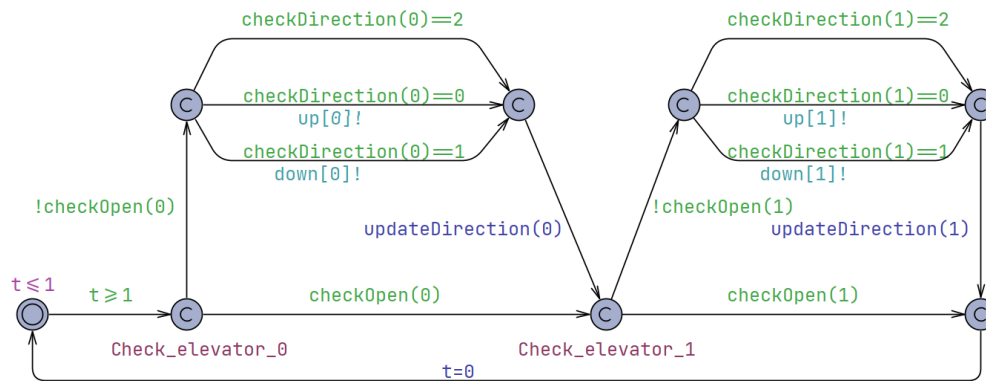 checkDirection(0)==2
checkDirection(1)==2
C
C
C
C
checkDirection(0)==0
checkDirection(1)==0
up[0]!
up[1]!
checkDirection(0)==1
checkDirection(1)==1
down[0]!
down[1]!
!checkOpen(0)
!checkOpen(1)
updateDirection(0)
updateDirection(1)
t≤1
t≥1
checkOpen(0)
checkOpen(1)
C
C
C
Check_elevator_0
Check_elevator_1
t=0